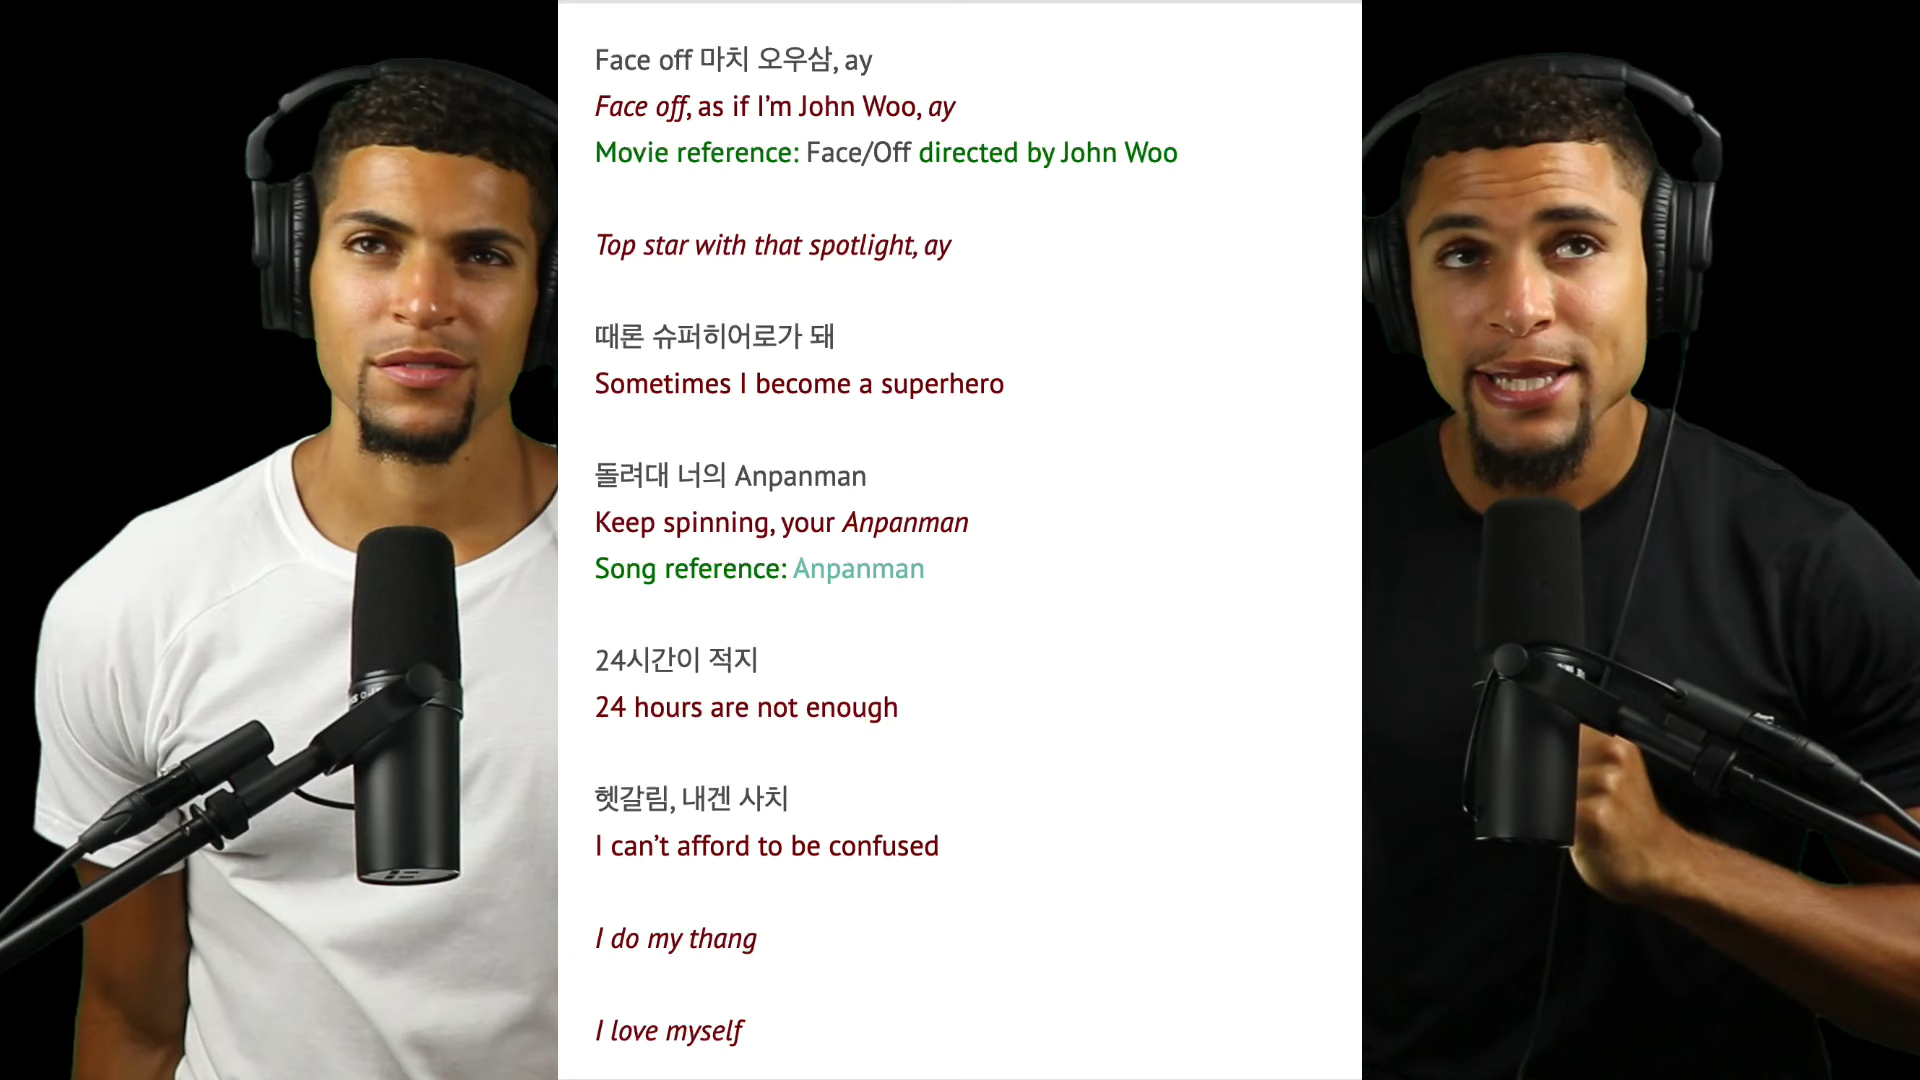 Face off 마치 오우삼, ay
Face off, as if I’m John Woo, ay
Movie reference: Face/Off directed by John Woo
Top star with that spotlight, ay
때론 슈퍼히어로가 돼
Sometimes I become a superhero
돌려대 너의 Anpanman
Keep spinning, your Anpanman
Song reference: Anpanman
24시간이 적지
24 hours are not enough
헷갈림, 내겐 사치
I can’t afford to be confused
I do my thang
I love myself